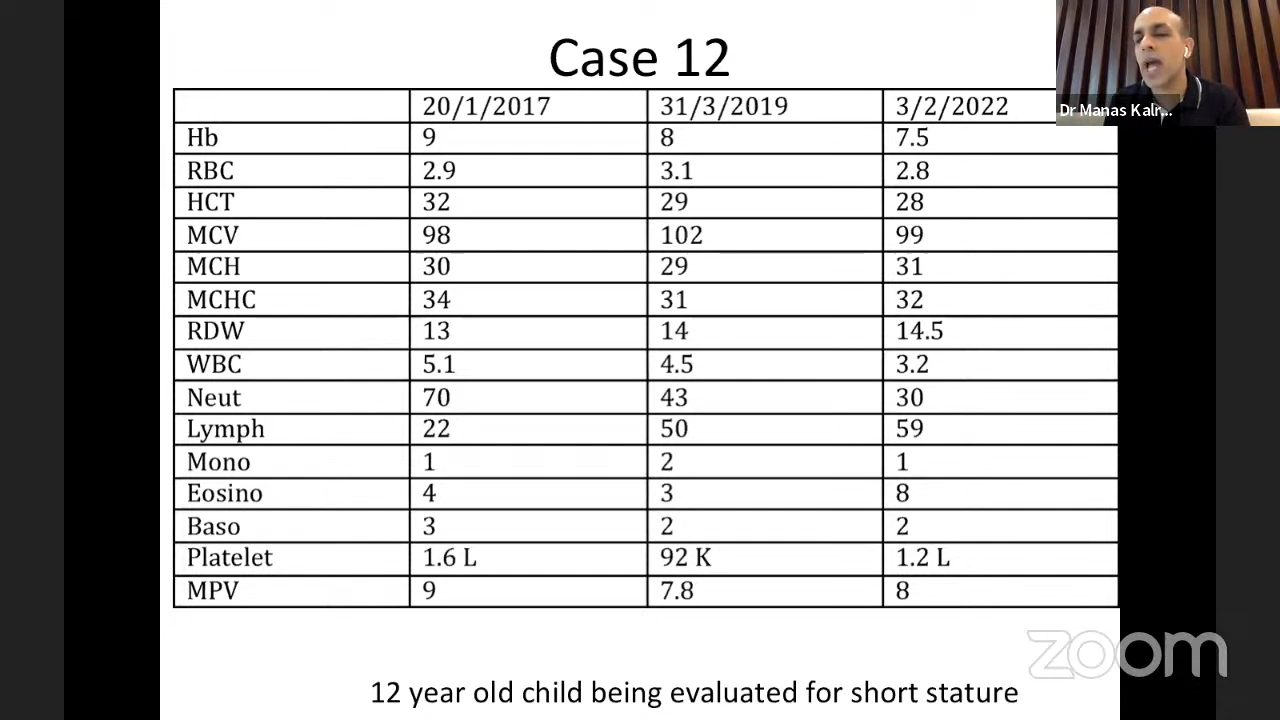 Case 12
20/1/2017 31/3/2019 3/2/2022
Hb 9 8 7.5
RBC 2.9 3.1 2.8
HCT 32 29 28
MCV 98 102 99
MCH 30 29 31
MCHC 34 31 32
RDW 13 14 14.5
WBC 5.1 4.5 3.2
Neut 70 43 30
Lymph 22 50 59
Mono 1 2 1
Eosino 4 3 8
Baso 3 2 2
Platelet 1.6 L 92 K 1.2 L
MPV 9 7.8 8
12 year old child being evaluated for short stature
Dr Manas Kalr...
zoom